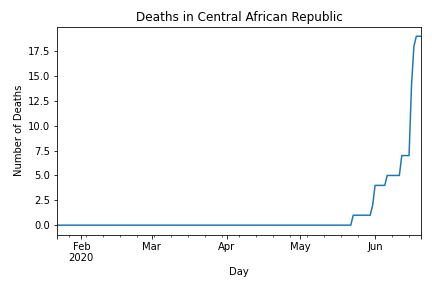 Deaths in Central African Republic
Number of Deaths
17.5
15.0
12.5
10.0
7.5
5.0
2.5
0.0
Feb Mar Apr May Jun
2020
Day